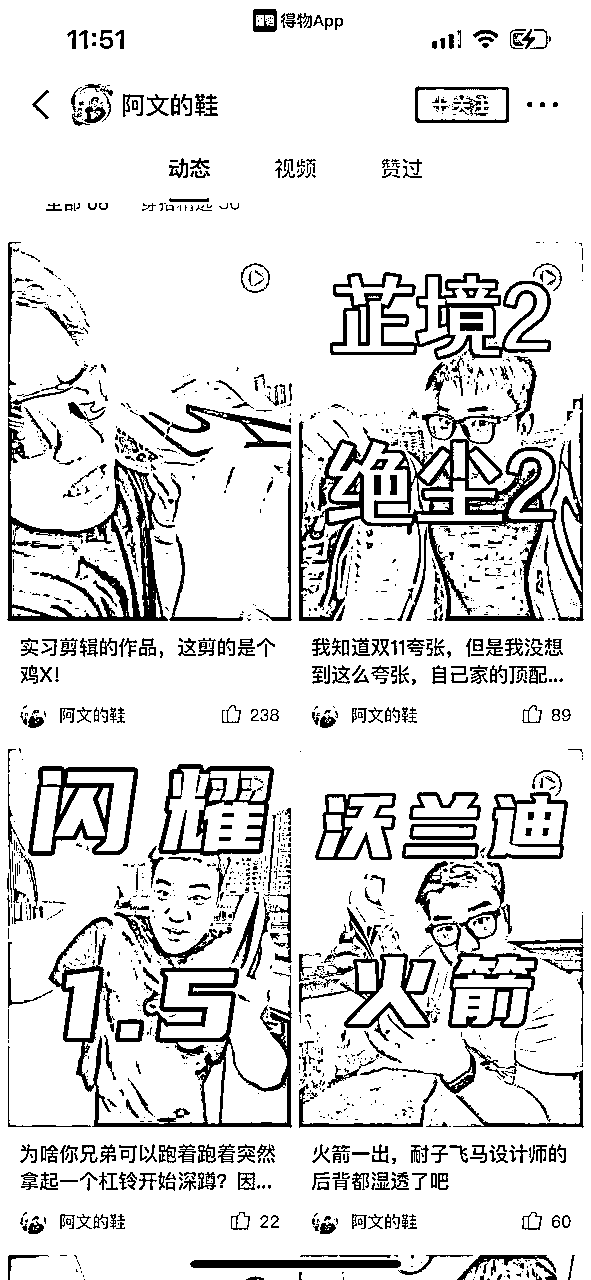 得物App
11:51
阿文的鞋
+关注
动态 视频 赞过
芷境2
绝尘2
实习剪辑的作品，这剪的是个
鸡X!
阿文的鞋 238
我知道双11夸张，但是我没想
到这么夸张，自己家的顶配...
阿文的鞋 89
闪耀
1.5
沃兰迪
火箭
为啥你兄弟可以跑着跑着突然
拿起一个杠铃开始深蹲？因...
阿文的鞋 22
火箭一出，耐子飞马设计师的
后背都湿透了吧
阿文的鞋 60